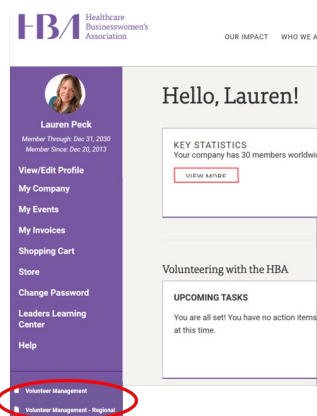 HBA
Healthcare
Businesswomen's
Association
OUR IMPACT WHO WE A
Lauren Peck
Member Through: Dec 31, 2030
Member Since: Dec 20, 2013
View/Edit Profile
My Company
My Events
My Invoices
Shopping Cart
Store
Change Password
Leaders Learning
Center
Help
Volunteer Management
Volunteer Management - Regional
Hello, Lauren!
KEY STATISTICS
Your company has 30 members worldwi
VIEW MORE
Volunteering with the HBA
UPCOMING TASKS
You are all set! You have no action items
at this time.